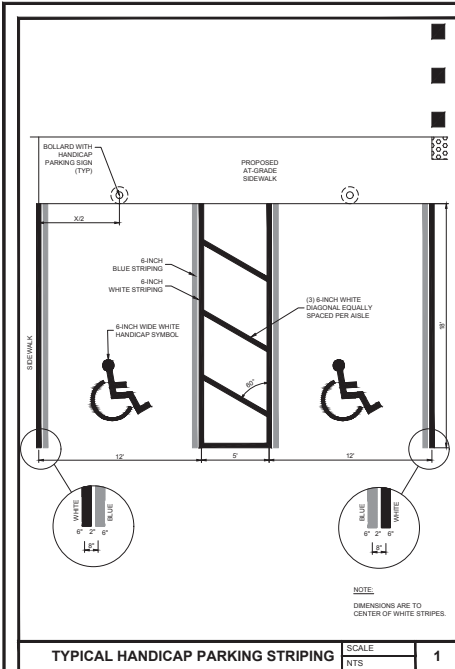 BOLLARD WITH
HANDICAP
PARKING SIGN
(TYP)
PROPOSED
AT-GRADE
SIDEWALK
X/2
6-INCH
BLUE STRIPING
6-INCH
WHITE STRIPING
(3) 6-INCH WHITE
DIAGONAL EQUALLY
SPACED PER AISLE
18'
SIDEWALK
6-INCH WIDE WHITE
HANDICAP SYMBOL
60°
12'
5'
12'
WHITE
BLUE
6" 2" 6"
8"
BLUE
WHITE
6" 2" 6"
8"
NOTE:
DIMENSIONS ARE TO
CENTER OF WHITE STRIPES.
TYPICAL HANDICAP PARKING STRIPING
SCALE
NTS
1